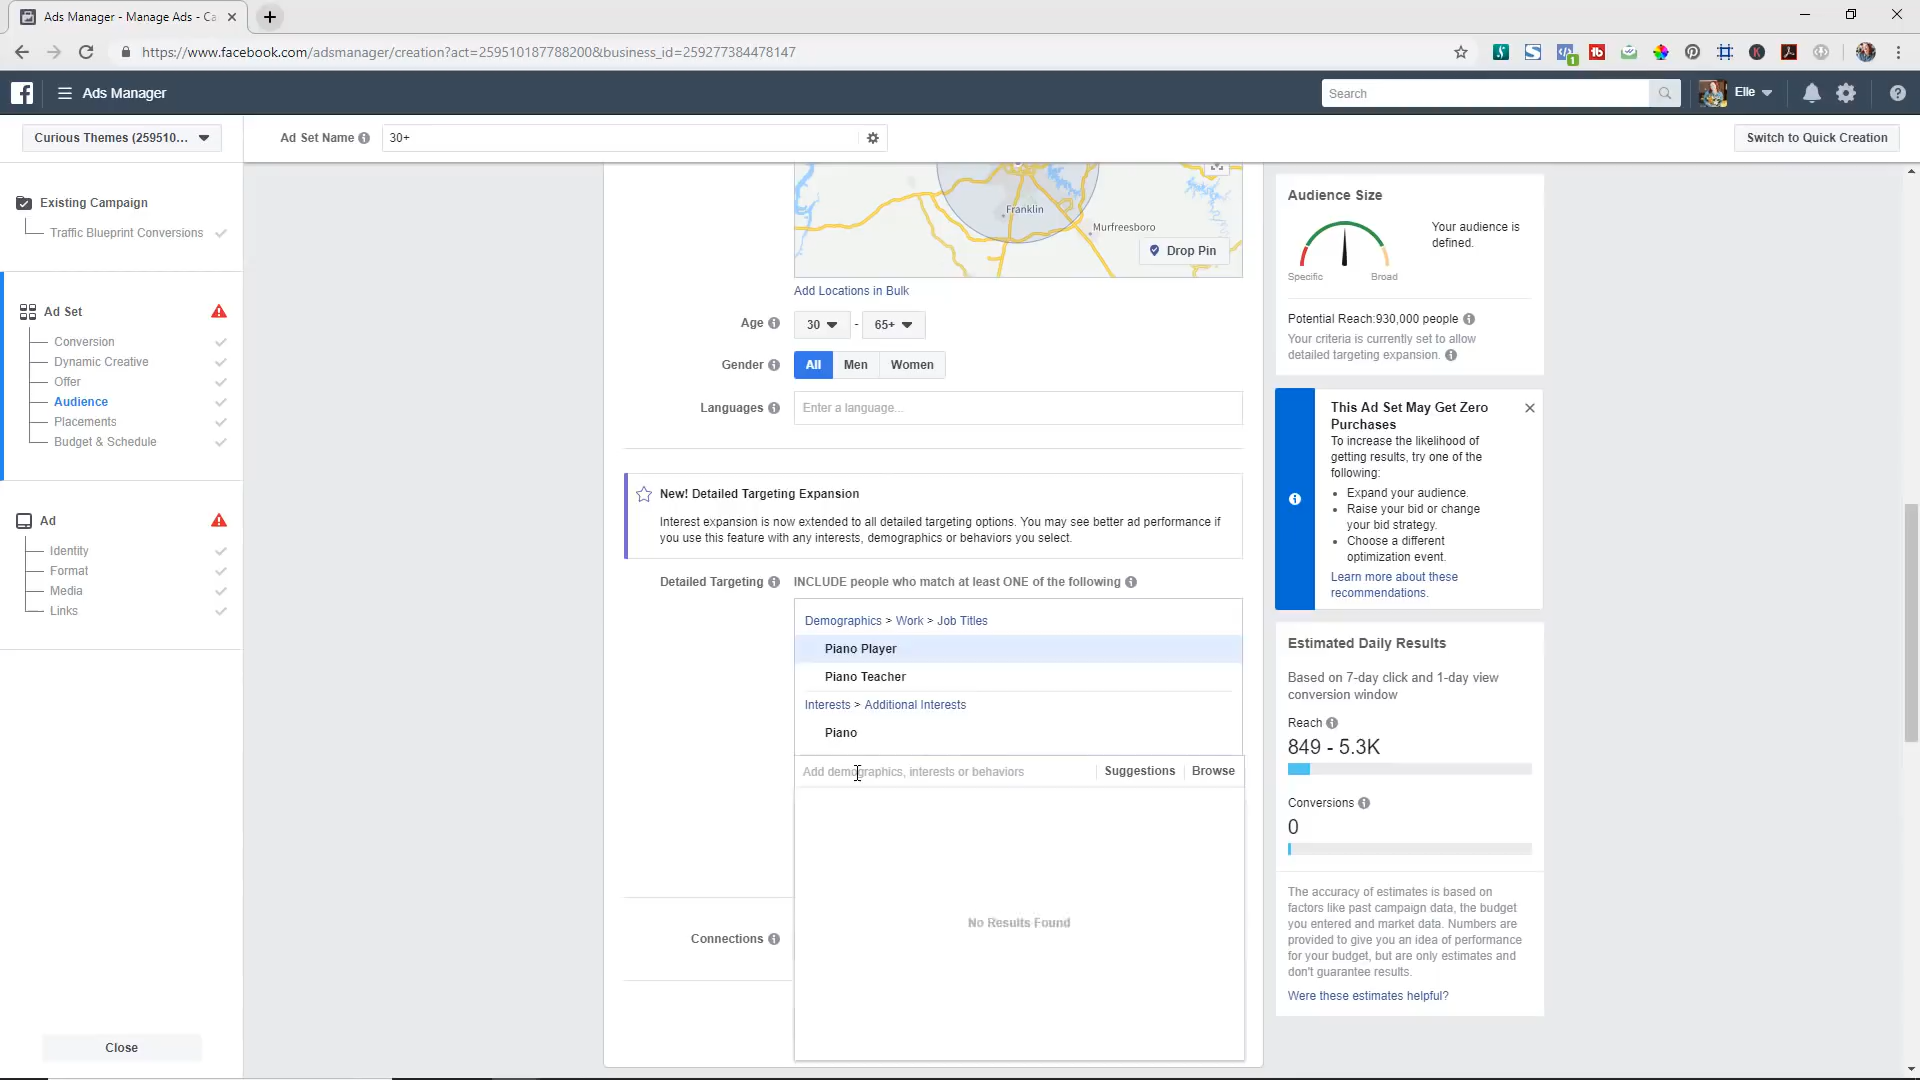 Ads Manager - Manage Ads - Ca
https://www.facebook.com/adsmanager/creation?act=259510187788200&business_id=259277384478147
1
Ads Manager
Search
Elle
Curious Themes (259510...
Ad Set Name
30+
Switch to Quick Creation
Existing Campaign
Traffic Blueprint Conversions
Ad Set
Conversion
Dynamic Creative
Offer
Audience
Placements
Budget & Schedule
Ad
Identity
Format
Media
Links
Close
Franklin
Murfreesboro
Drop Pin
Add Locations in Bulk
Age
30
-
65+
Gender
All
Men
Women
Languages
Enter a language...
New! Detailed Targeting Expansion
Interest expansion is now extended to all detailed targeting options. You may see better ad performance if
you use this feature with any interests, demographics or behaviors you select.
Detailed Targeting
INCLUDE people who match at least ONE of the following
Demographics > Work > Job Titles
Piano Player
Piano Teacher
Interests > Additional Interests
Piano
Add demographics, interests or behaviors
Suggestions
Browse
No Results Found
Connections
Audience Size
Specific
Broad
Your audience is
defined.
Potential Reach:930,000 people
Your criteria is currently set to allow
detailed targeting expansion.
This Ad Set May Get Zero
Purchases
To increase the likelihood of
getting results, try one of the
following:
• Expand your audience.
• Raise your bid or change
your bid strategy.
• Choose a different
optimization event.
Learn more about these
recommendations.
Estimated Daily Results
Based on 7-day click and 1-day view
conversion window
Reach
849 - 5.3K
Conversions
0
The accuracy of estimates is based on
factors like past campaign data, the budget
you entered and market data. Numbers are
provided to give you an idea of performance
for your budget, but are only estimates and
don't guarantee results.
Were these estimates helpful?